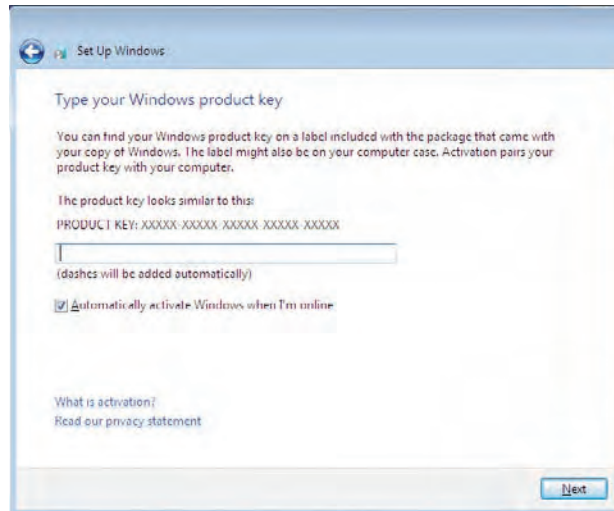 Set Up Windows
Type your Windows product key
You can find your Windows product key on a label included with the package that came with
your copy of Windows. The label might also be on your computer case. Activation pairs your
product key with your computer.
The product key looks similar to this:
PRODUCT KEY: XXXXX-XXXXX-XXXXX-XXXXX-XXXXX
(dashes will be added automatically)
Automatically activate Windows when I'm online
What is activation?
Read our privacy statement
Next